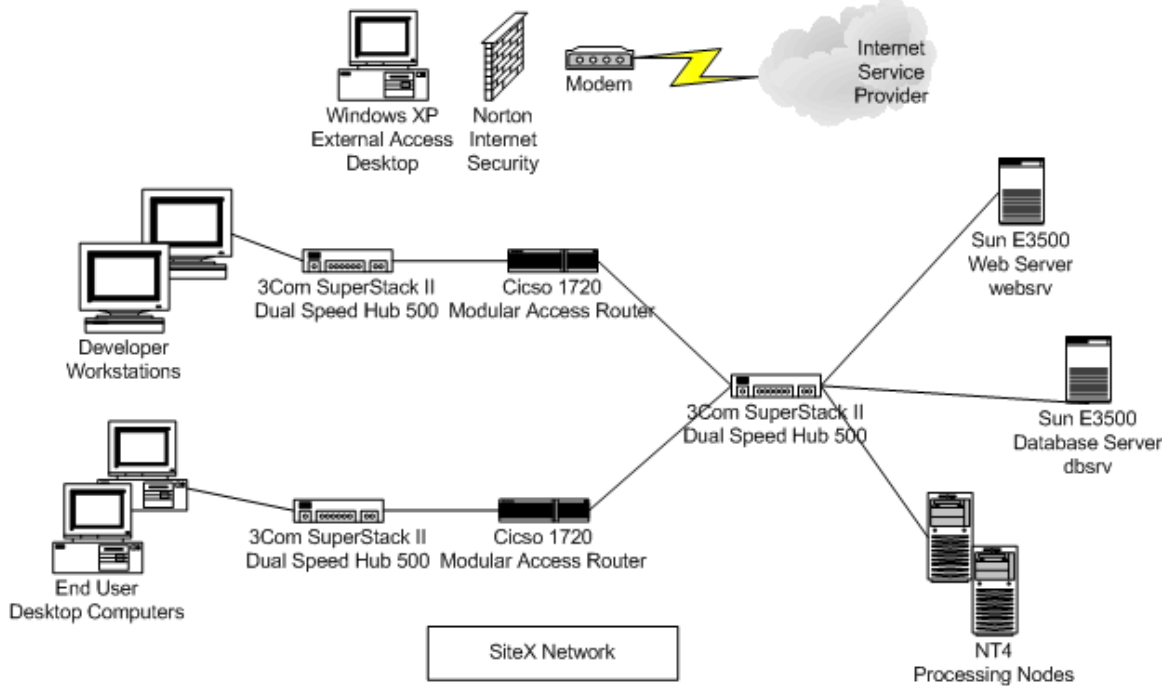 Internet
Service
Provider
Modem
Windows XP
External Access
Desktop
Norton
Internet
Security
Sun E3500
Web Server
websrv
3Com SuperStack II
Dual Speed Hub 500
Cicso 1720
Modular Access Router
Developer
Workstations
3Com SuperStack II
Dual Speed Hub 500
Sun E3500
Database Server
dbsrv
3Com SuperStack II
Dual Speed Hub 500
Cicso 1720
Modular Access Router
End User
Desktop Computers
SiteX Network
NT4
Processing Nodes